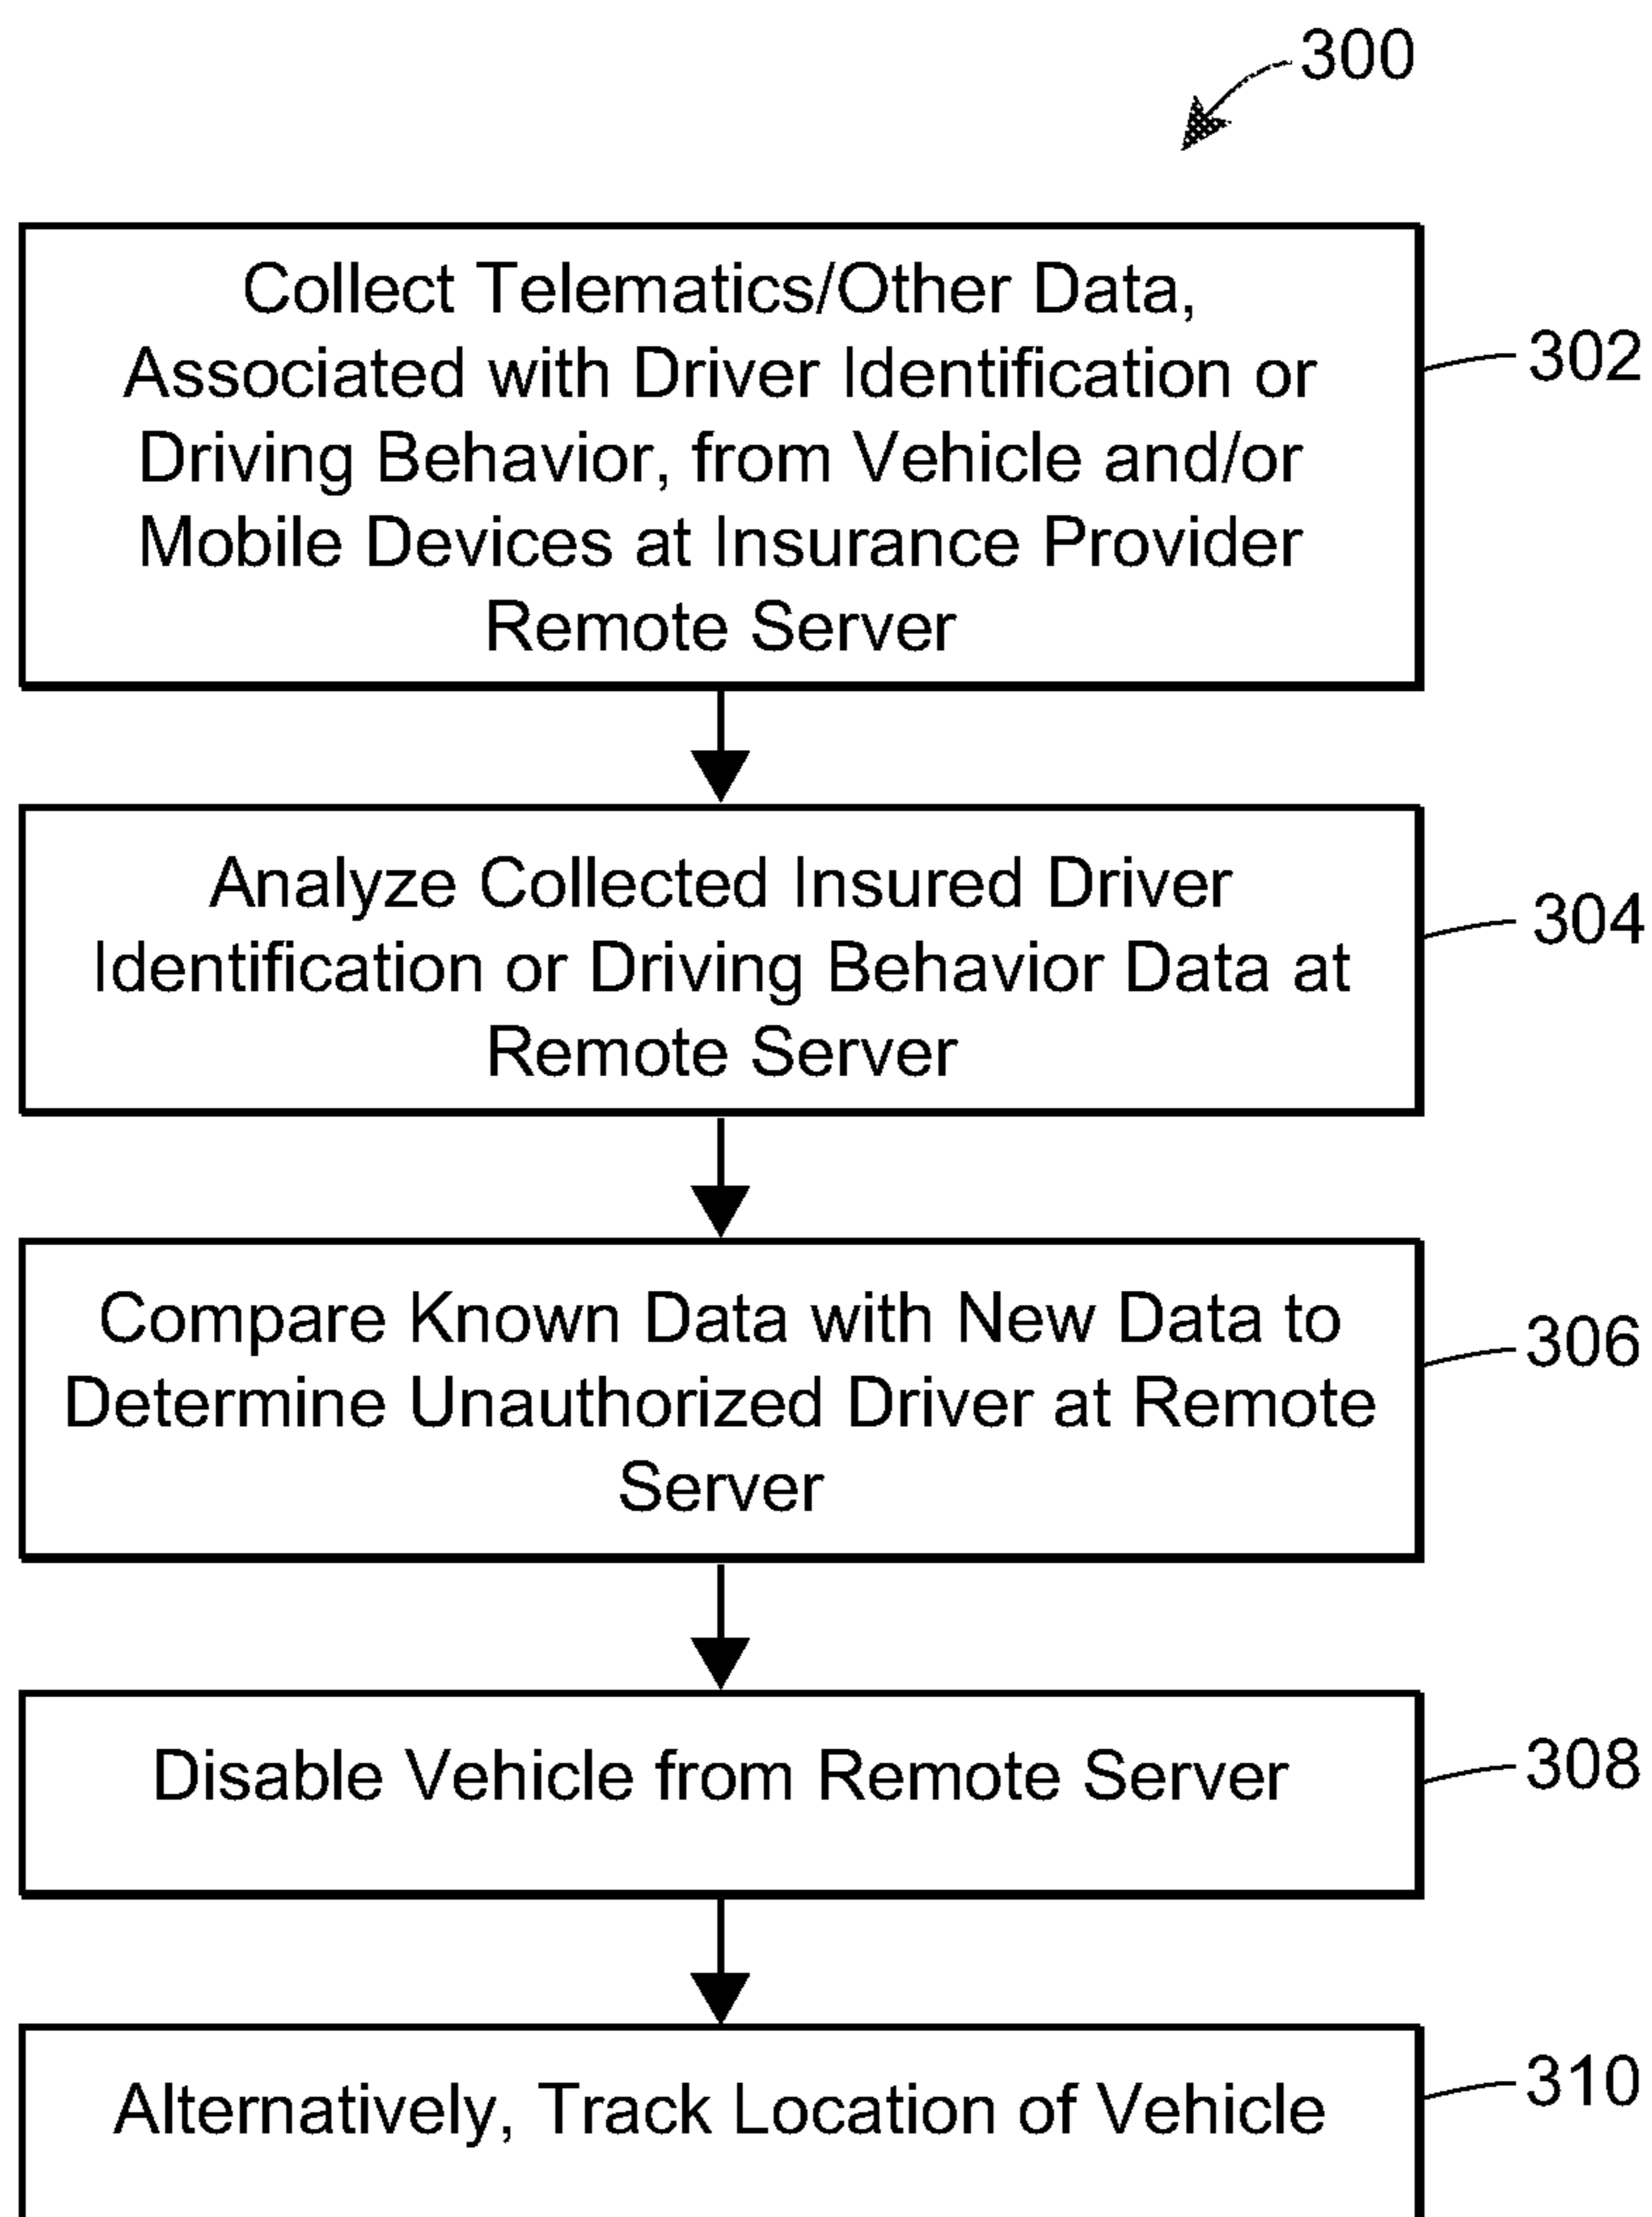 300
Collect Telematics/Other Data,
Associated with Driver Identification or
Driving Behavior, from Vehicle and/or
Mobile Devices at Insurance Provider
Remote Server
302
Analyze Collected Insured Driver
Identification or Driving Behavior Data at
Remote Server
304
Compare Known Data with New Data to
Determine Unauthorized Driver at Remote
Server
306
Disable Vehicle from Remote Server
308
Alternatively, Track Location of Vehicle
310